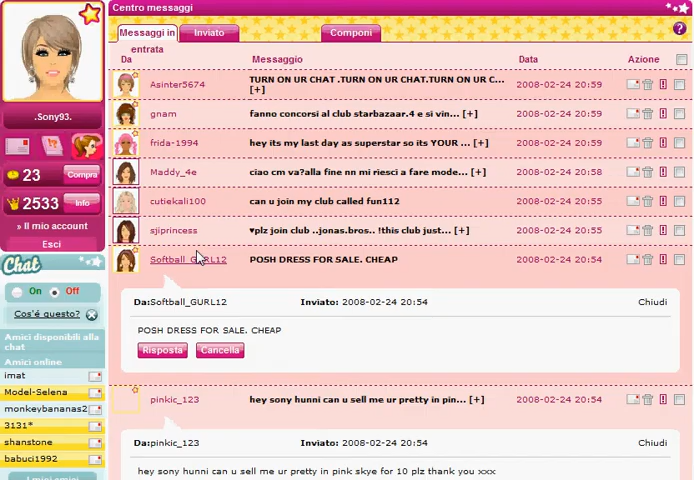 Centro messaggi
Messaggi in entrata
Inviato
Componi
?
Da Messaggio Data Azione
Asinter5674 TURN ON UR CHAT .TURN ON UR CHAT.TURN ON UR C... [+] 2008-02-24 20:59
gnam fanno concorsi al club starbazaar.4 e si vin... [+] 2008-02-24 20:59
frida-1994 hey its my last day as superstar so its YOUR ... [+] 2008-02-24 20:59
Maddy_4e ciao cm va?alla fine nn mi riesci a fare mode... [+] 2008-02-24 20:58
cutiekali100 can u join my club called fun112 2008-02-24 20:55
sjiprincess ♥plz join club ..jonas.bros.. !this club just... [+] 2008-02-24 20:55
Softball_GURL12 POSH DRESS FOR SALE. CHEAP 2008-02-24 20:54
Da:Softball_GURL12 Inviato: 2008-02-24 20:54 Chiudi
POSH DRESS FOR SALE. CHEAP
Risposta Cancella
pinkic_123 hey sony hunni can u sell me ur pretty in pin... [+] 2008-02-24 20:54
Da:pinkic_123 Inviato: 2008-02-24 20:54 Chiudi
hey sony hunni can u sell me ur pretty in pink skye for 10 plz thank you xxx
.Sony93.
23 Compra
2533 Info
» Il mio account
Esci
Chat
On Off
Cos'é questo?
Amici disponibili alla chat
Amici online
imat
Model-Selena
monkeybananas2
3131*
shanstone
babuci1992
I miei amici